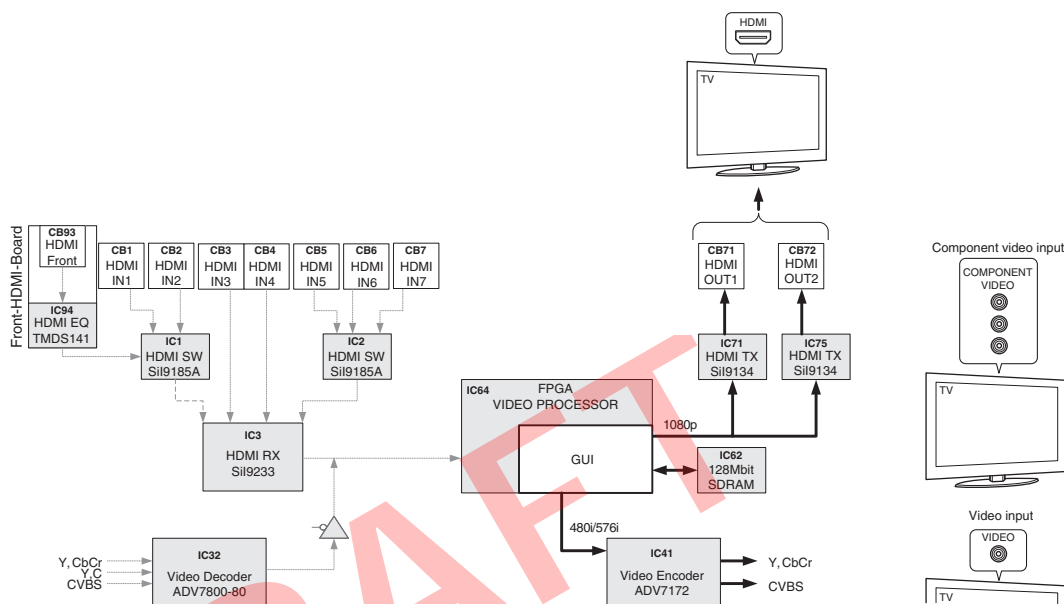 HDMI
TV
Front-HDMI-Board
CB93
HDMI
Front
IC94
HDMI EQ
TMDS141
CB1
HDMI
IN1
CB2
HDMI
IN2
CB3
HDMI
IN3
CB4
HDMI
IN4
CB5
HDMI
IN5
CB6
HDMI
IN6
CB7
HDMI
IN7
CB71
HDMI
OUT1
CB72
HDMI
OUT2
IC1
HDMI SW
SiI9185A
IC2
HDMI SW
SiI9185A
IC71
HDMI TX
SiI9134
IC75
HDMI TX
SiI9134
IC3
HDMI RX
SiI9233
IC64
FPGA
VIDEO PROCESSOR
GUI
1080p
IC62
128Mbit
SDRAM
480i/576i
Y, CbCr
Y,C
CVBS
IC32
Video Decoder
ADV7800-80
IC41
Video Encoder
ADV7172
Y, CbCr
CVBS
Component video input
COMPONENT
VIDEO
TV
Video input
VIDEO
TV
RAFT